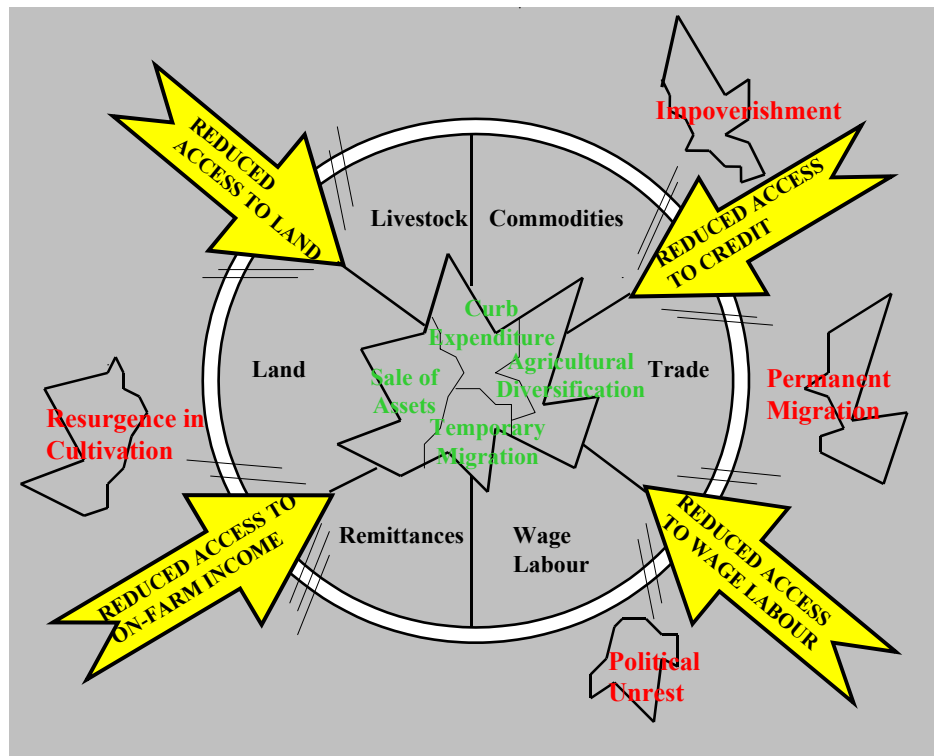 Impoverishment
REDUCED
ACCESS TO LAND
REDUCED ACCESS
TO CREDIT
Livestock
Commodities
Curb
Expenditure
Land
Sale of
Assets
Agricultural
Diversification
Trade
Permanent
Migration
Resurgence in
Cultivation
Temporary
Migration
REDUCED ACCESS TO
ON-FARM INCOME
Remittances
Wage
Labour
REDUCED ACCESS
TO WAGE LABOUR
Political
Unrest